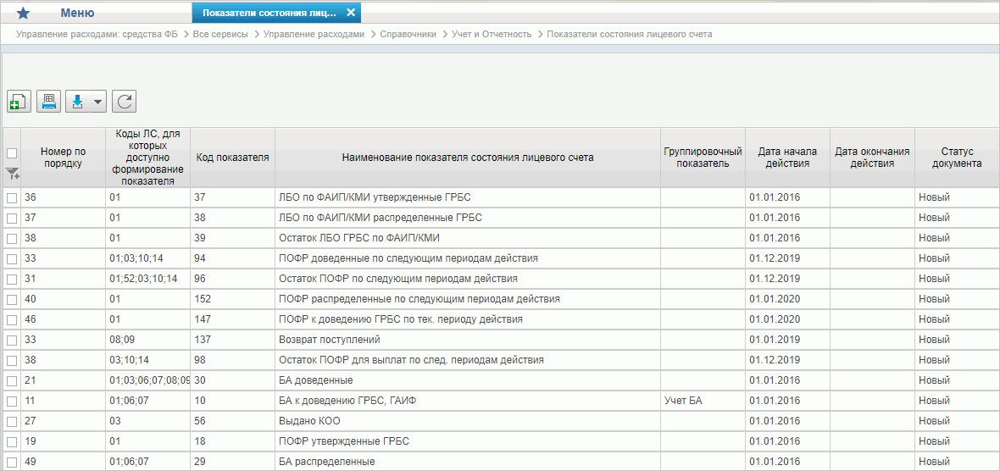 Меню
Показатели состояния лиц...
Управление расходами: средства ФБ > Все сервисы > Управление расходами > Справочники > Учет и Отчетность > Показатели состояния лицевого счета
Номер по порядку Коды ЛС, для которых доступно формирование показателя Код показателя Наименование показателя состояния лицевого счета Группировочный показатель Дата начала действия Дата окончания действия Статус документа
36 01 37 ЛБО по ФАИП/КМИ утвержденные ГРБС 01.01.2016 Новый
37 01 38 ЛБО по ФАИП/КМИ распределенные ГРБС 01.01.2016 Новый
38 01 39 Остаток ЛБО ГРБС по ФАИП/КМИ 01.01.2016 Новый
33 01;03;10;14 94 ПОФР доведенные по следующим периодам действия 01.12.2019 Новый
31 01;52;03;10;14 96 Остаток ПОФР по следующим периодам действия 01.12.2019 Новый
40 01 152 ПОФР распределенные по следующим периодам действия 01.01.2020 Новый
46 01 147 ПОФР к доведению ГРБС по тек. периоду действия 01.01.2020 Новый
33 08;09 137 Возврат поступлений 01.01.2019 Новый
38 03;10;14 98 Остаток ПОФР для выплат по след. периодам действия 01.12.2019 Новый
21 01;03;06;07;08;09 30 БА доведенные 01.01.2016 Новый
11 01;06;07 10 БА к доведению ГРБС, ГАИФ Учет БА 01.01.2016 Новый
27 03 56 Выдано КОО 01.01.2016 Новый
19 01 18 ПОФР утвержденные ГРБС 01.01.2016 Новый
49 01;06;07 29 БА распределенные 01.01.2016 Новый